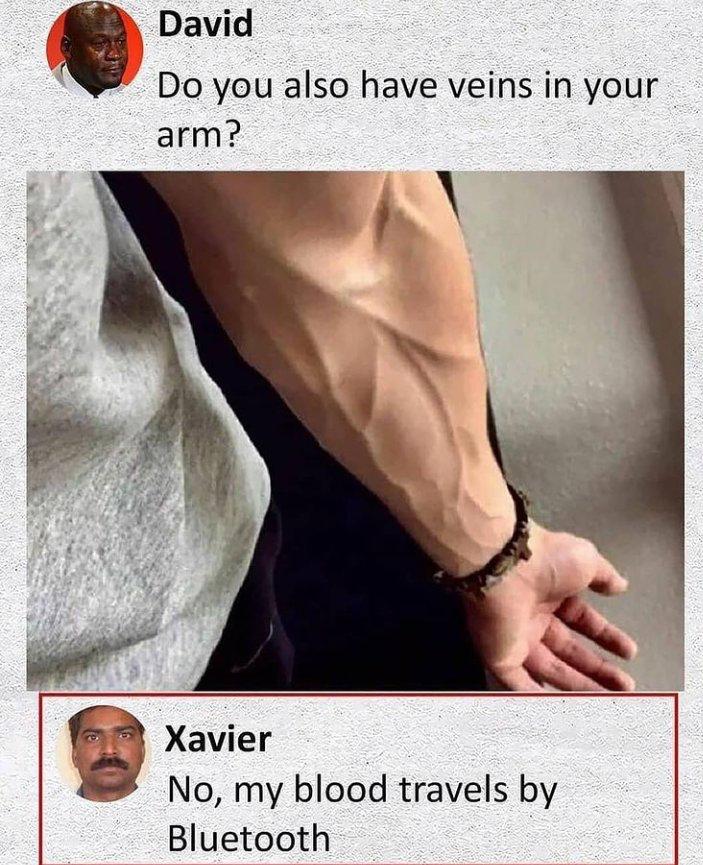 David
Do you also have veins in your
arm?
Xavier
No, my blood travels by
Bluetooth